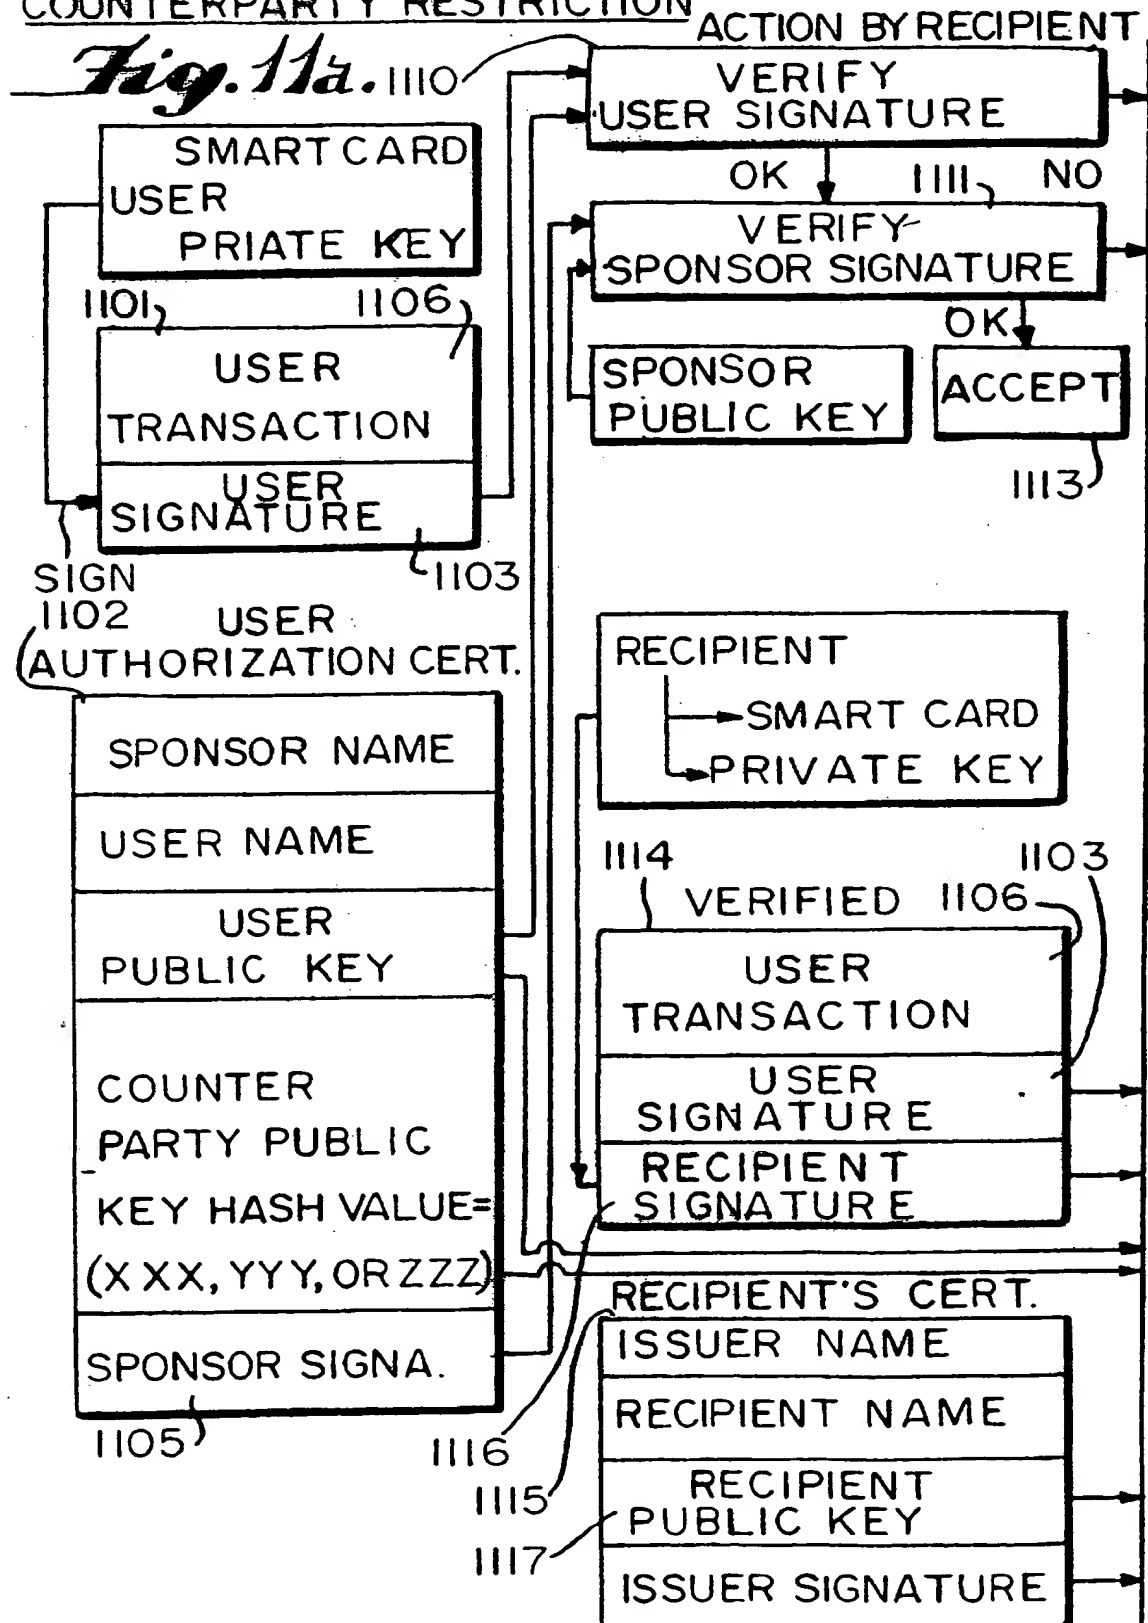 COUNTERPARTY RESTRICTION
Fig. 11a.
ACTION BY RECIPIENT
1110
VERIFY
USER SIGNATURE
OK
1111
NO
VERIFY
SPONSOR SIGNATURE
OK
SPONSOR
PUBLIC KEY
ACCEPT
1113
SMART CARD
USER
PRIATE KEY
1101
1106
USER
TRANSACTION
USER
SIGNATURE
SIGN
1103
1102
USER
AUTHORIZATION CERT.
SPONSOR NAME
USER NAME
USER
PUBLIC KEY
COUNTER
PARTY PUBLIC
KEY HASH VALUE=
(XXX, YYY, OR ZZZ)
SPONSOR SIGNA.
1105
RECIPIENT
SMART CARD
PRIVATE KEY
1114
1103
VERIFIED
1106
USER
TRANSACTION
USER
SIGNATURE
RECIPIENT
SIGNATURE
1116
RECIPIENT'S CERT.
1115
ISSUER NAME
RECIPIENT NAME
RECIPIENT
PUBLIC KEY
1117
ISSUER SIGNATURE